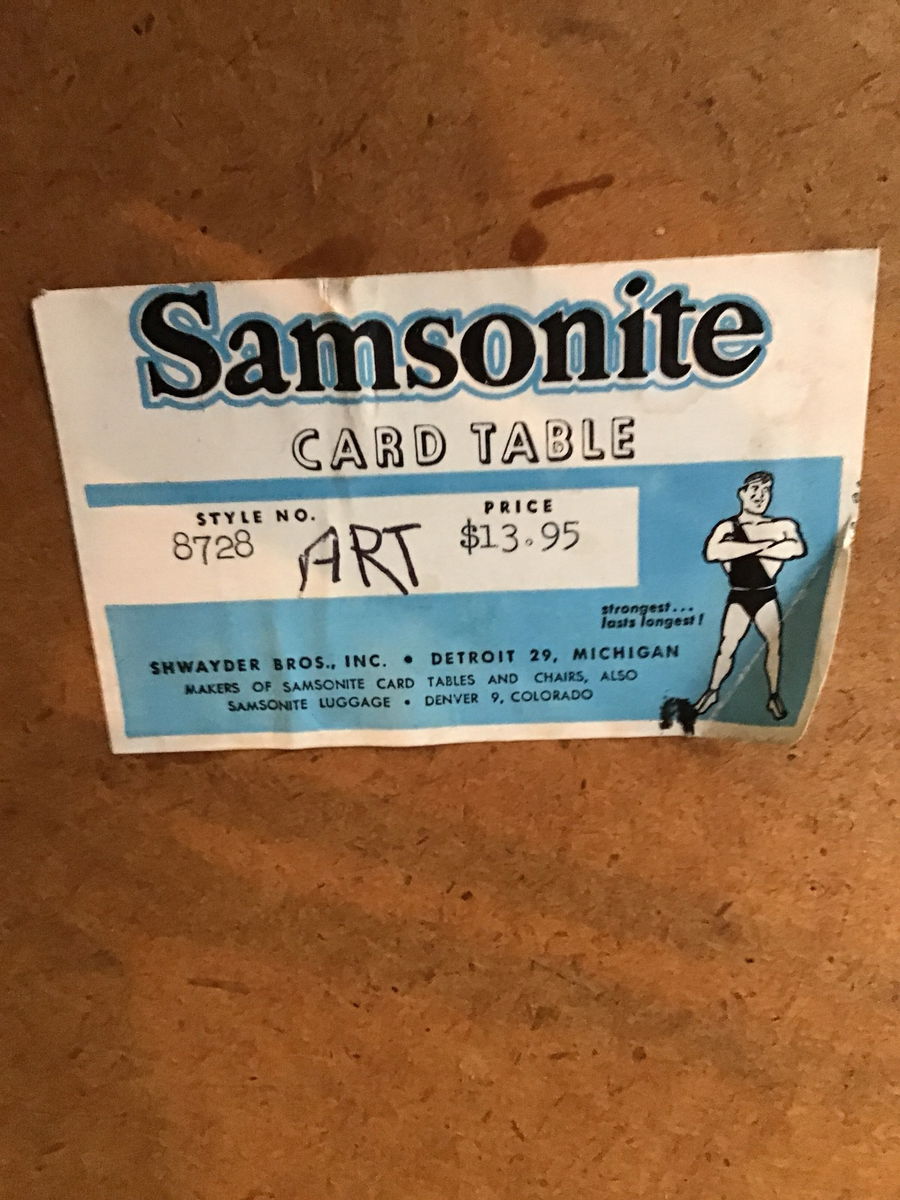 Samsonite
CARD TABLE
STYLE NO. PRICE
8728 ART $13.95
strongest...
lasts longest!
SHWAYDER BROS., INC. • DETROIT 29, MICHIGAN
MAKERS OF SAMSONITE CARD TABLES AND CHAIRS, ALSO
SAMSONITE LUGGAGE • DENVER 9, COLORADO